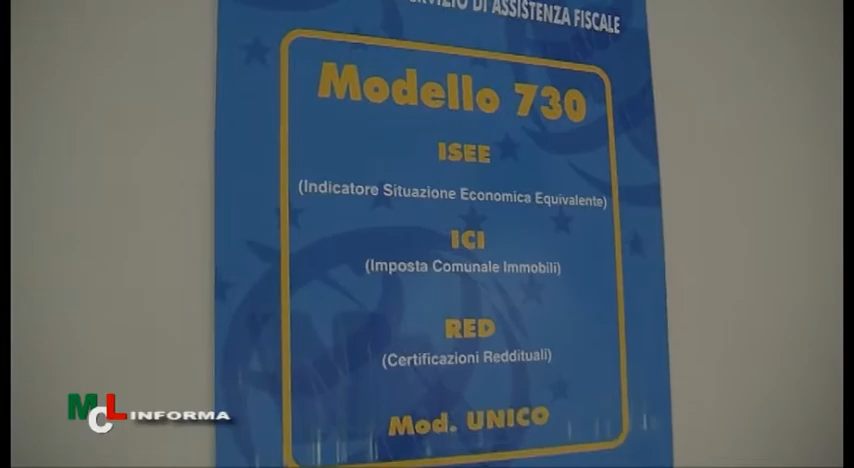 SERVIZIO DI ASSISTENZA FISCALE
Modello 730
ISEE
(Indicatore Situazione Economica Equivalente)
ICI
(Imposta Comunale Immobili)
RED
(Certificazioni Reddituali)
Mod. UNICO
MCL INFORMA